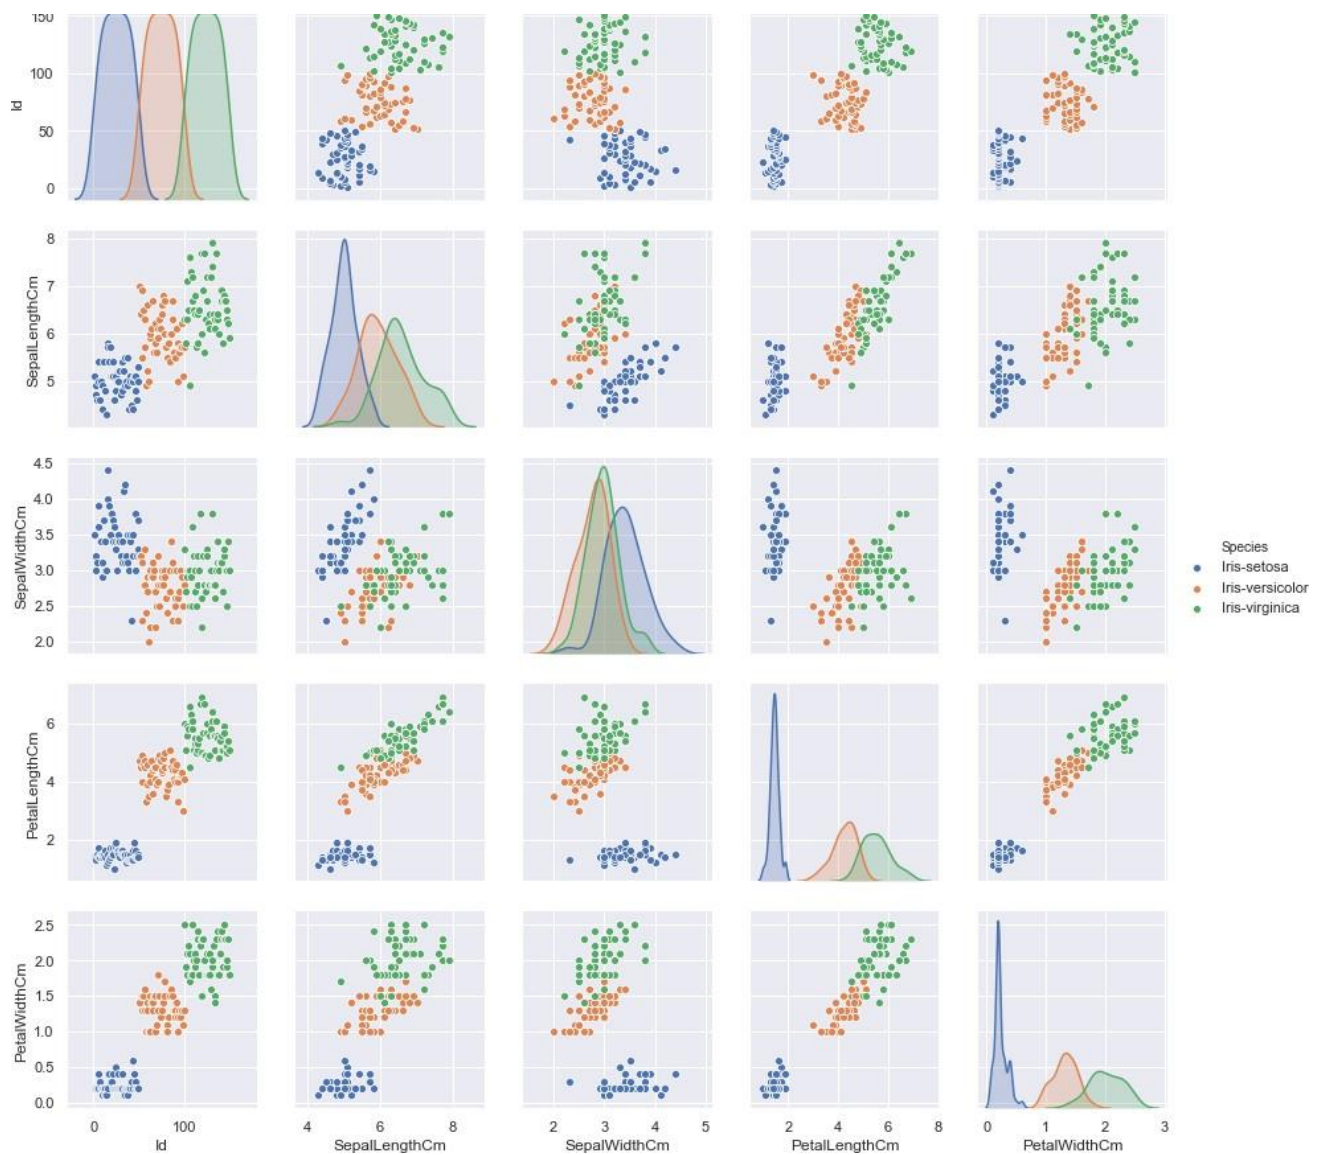 150
100
50
0
Id
8
7
6
5
SepalLengthCm
4.5
4.0
3.5
3.0
2.5
2.0
SepalWidthCm
Species
Iris-setosa
Iris-versicolor
Iris-virginica
6
4
2
PetalLengthCm
2.5
2.0
1.5
1.0
0.5
0.0
PetalWidthCm
0 100
Id
4 6 8
SepalLengthCm
2 3 4 5
SepalWidthCm
2 4 6 8
PetalLengthCm
0 1 2 3
PetalWidthCm